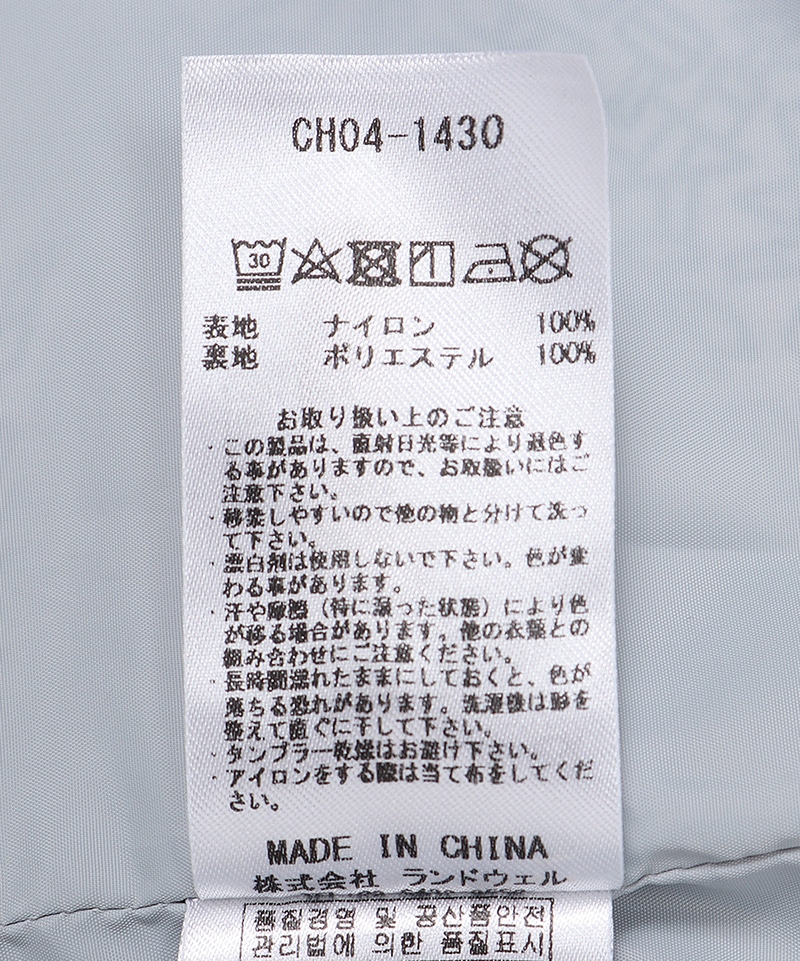 CH04-1430
30
表地 ナイロン 100%
裏地 ポリエステル 100%
お取り扱い上のご注意
・この製品は、直射日光等により退色す
る事がありますので、お取扱いにはご
注意下さい。
・移染しやすいので他の物と分けて洗っ
て下さい。
・漂白剤は使用しないで下さい。色が変
わる事があります。
・汗や摩擦（特に湿った状態）により色
が移る場合があります。他の衣類との
組み合わせにご注意ください。
・長時間濡れたままにしておくと、色が
落ちる恐れがあります。洗濯後は形を
整えて直ぐに干して下さい。
・タンブラー乾燥はお避け下さい。
・アイロンをする際は当て布をしてくだ
さい。
MADE IN CHINA
株式会社 ランドウェル
품질경영 및 공산품안전
관리법에 의한 품질표시